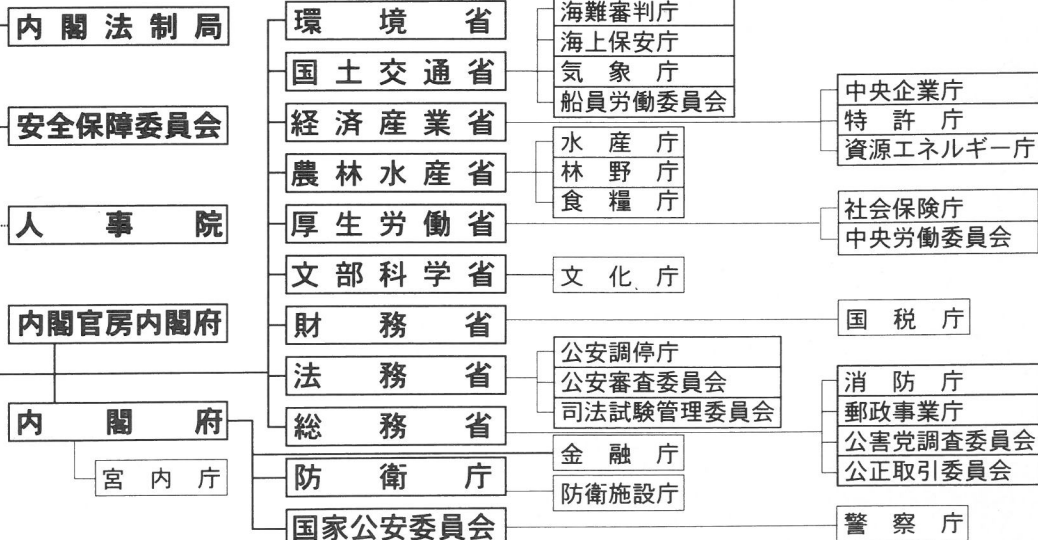 内閣法制局
安全保障委員会
人事院
内閣官房内閣府
内閣府
宮内庁
環境省
国土交通省
経済産業省
農林水産省
厚生労働省
文部科学省
財務省
法務省
総務省
防衛庁
国家公安委員会
海難審判庁
海上保安庁
気象庁
船員労働委員会
水産庁
林野庁
食糧庁
文化庁
公安調停庁
公安審査委員会
司法試験管理委員会
金融庁
防衛施設庁
中央企業庁
特許庁
資源エネルギー庁
社会保険庁
中央労働委員会
国税庁
消防庁
郵政事業庁
公害党調査委員会
公正取引委員会
警察庁